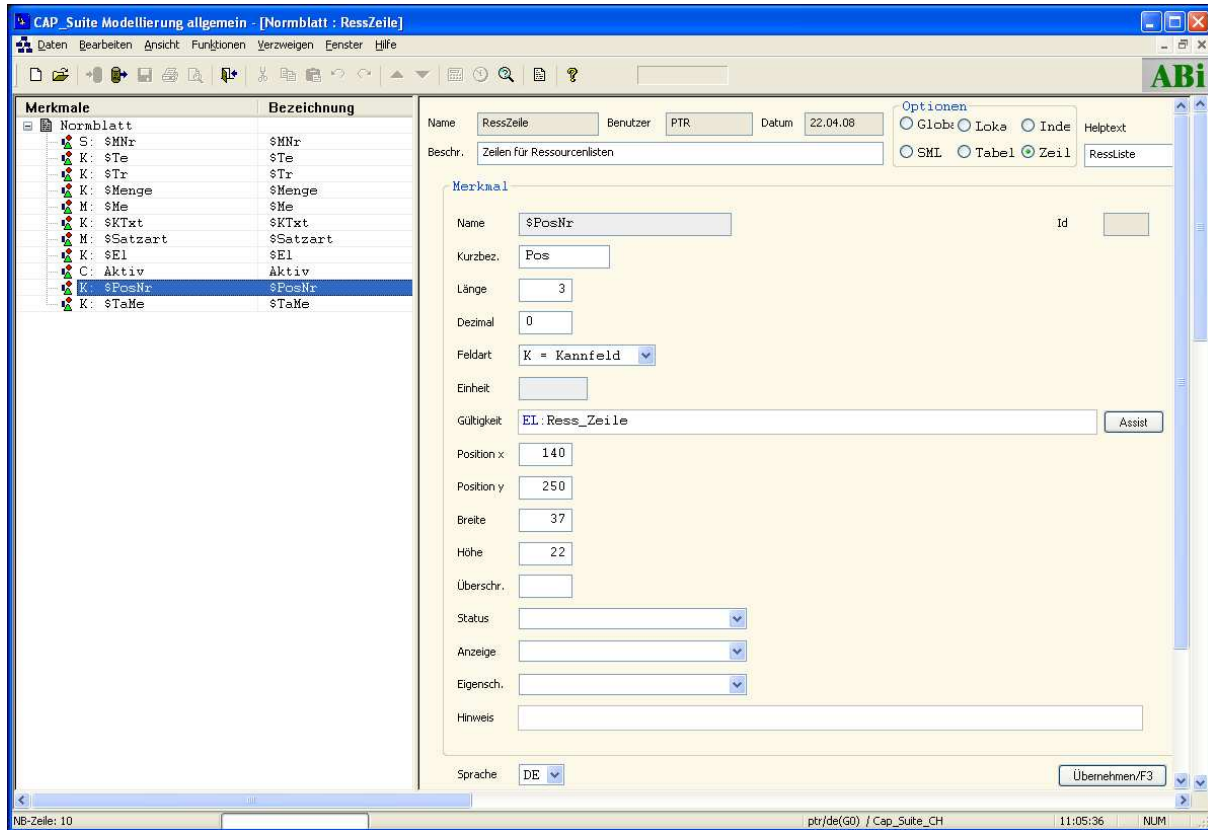 CAP_Suite Modellierung allgemein - [Normblatt : RessZeile]
Daten Bearbeiten Ansicht Funktionen Verzweigen Fenster Hilfe
ABi
Merkmale Bezeichnung
Normblatt
S: $MNr $MNr
K: $Te $Te
K: $Tr $Tr
K: $Menge $Menge
M: $Me $Me
K: $KTxt $KTxt
M: $Satzart $Satzart
K: $El $El
C: Aktiv Aktiv
K: $PosNr $PosNr
K: $TaMe $TaMe
Name RessZeile Benutzer PTR Datum 22.04.08
Beschr. Zeilen für Ressourcenlisten
Optionen
Globa Loka Inde
SML Tabel Zeil
Helptext
RessListe
Merkmal
Name $PosNr Id
Kurzbez. Pos
Länge 3
Dezimal 0
Feldart K = Kannfeld
Einheit
Gültigkeit EL:Ress_Zeile Assist
Position x 140
Position y 250
Breite 37
Höhe 22
Überschr.
Status
Anzeige
Eigensch.
Hinweis
Sprache DE Übernehmen/F3
NB-Zeile: 10 ptr/de(G0) / Cap_Suite_CH 11:05:36 NUM